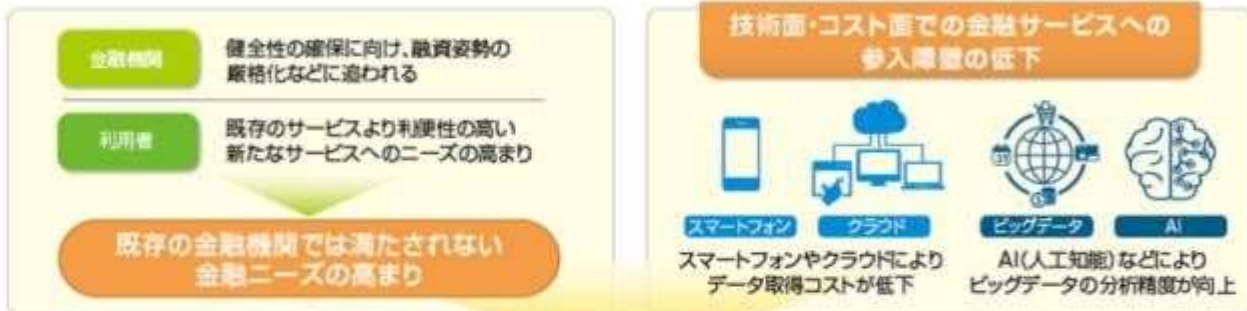 金融機関
健全性の確保に向け、融資姿勢の
厳格化などに追われる
利用者
既存のサービスより利便性の高い
新たなサービスへのニーズの高まり
既存の金融機関では満たされない
金融ニーズの高まり
技術面・コスト面での金融サービスへの
参入障壁の低下
スマートフォン
クラウド
スマートフォンやクラウドにより
データ取得コストが低下
ビッグデータ
AI
AI(人工知能)などにより
ビッグデータの分析精度が向上